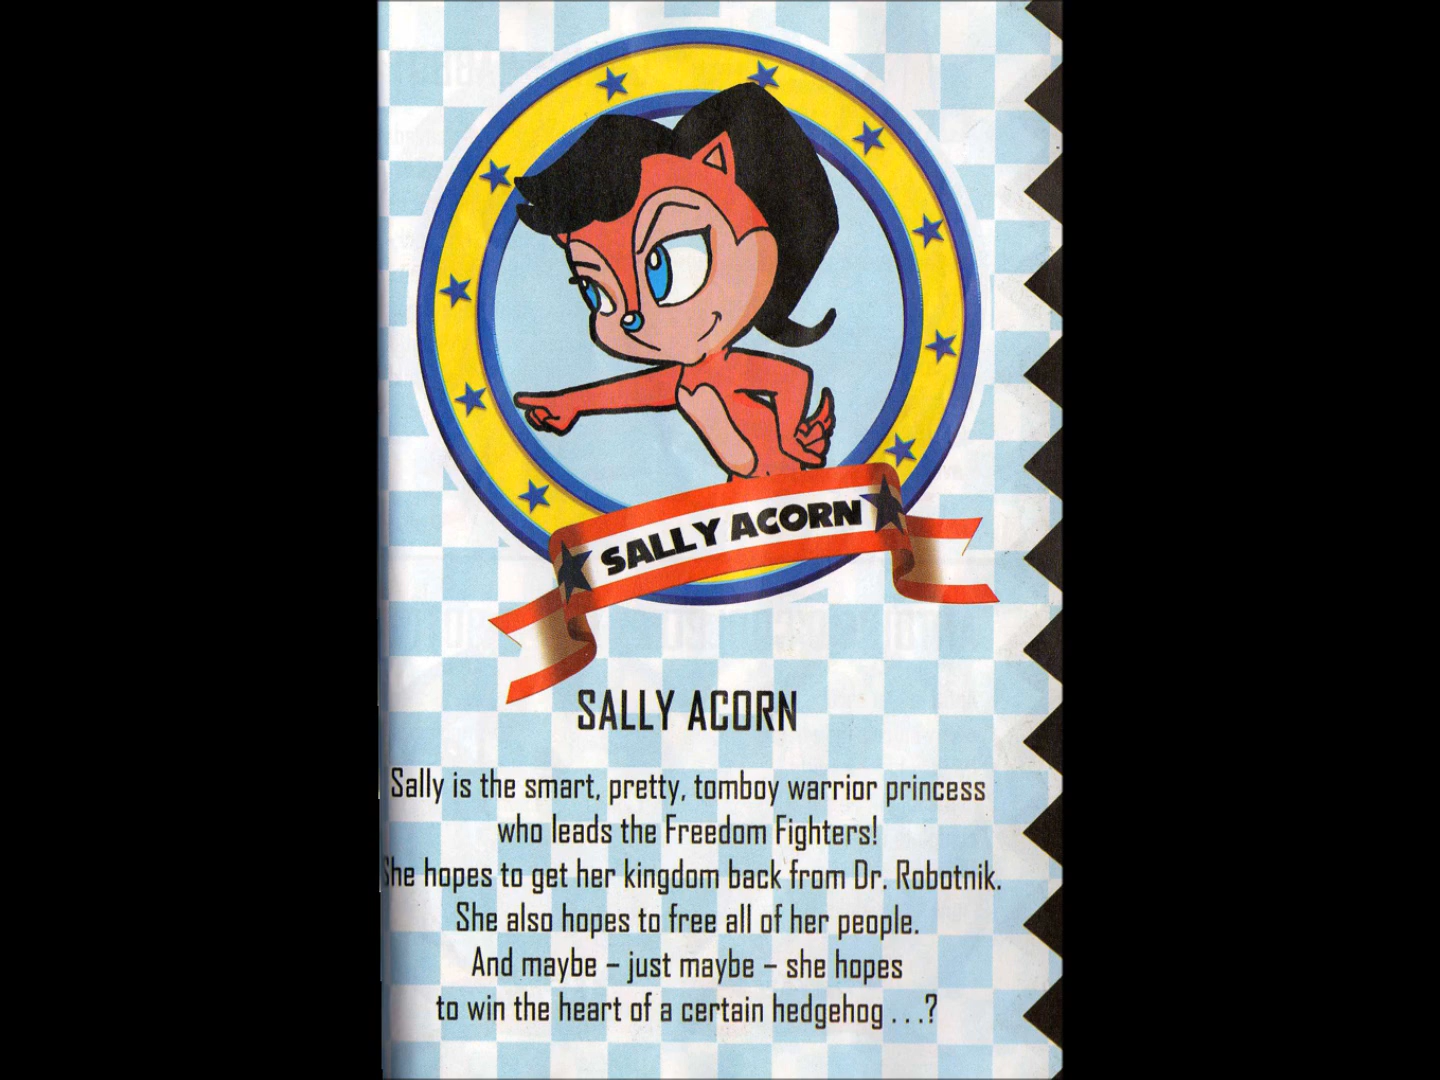 SALLY ACORN
SALLY ACORN
Sally is the smart, pretty, tomboy warrior princess
who leads the Freedom Fighters!
She hopes to get her kingdom back from Dr. Robotnik.
She also hopes to free all of her people.
And maybe – just maybe – she hopes
to win the heart of a certain hedgehog . . .?